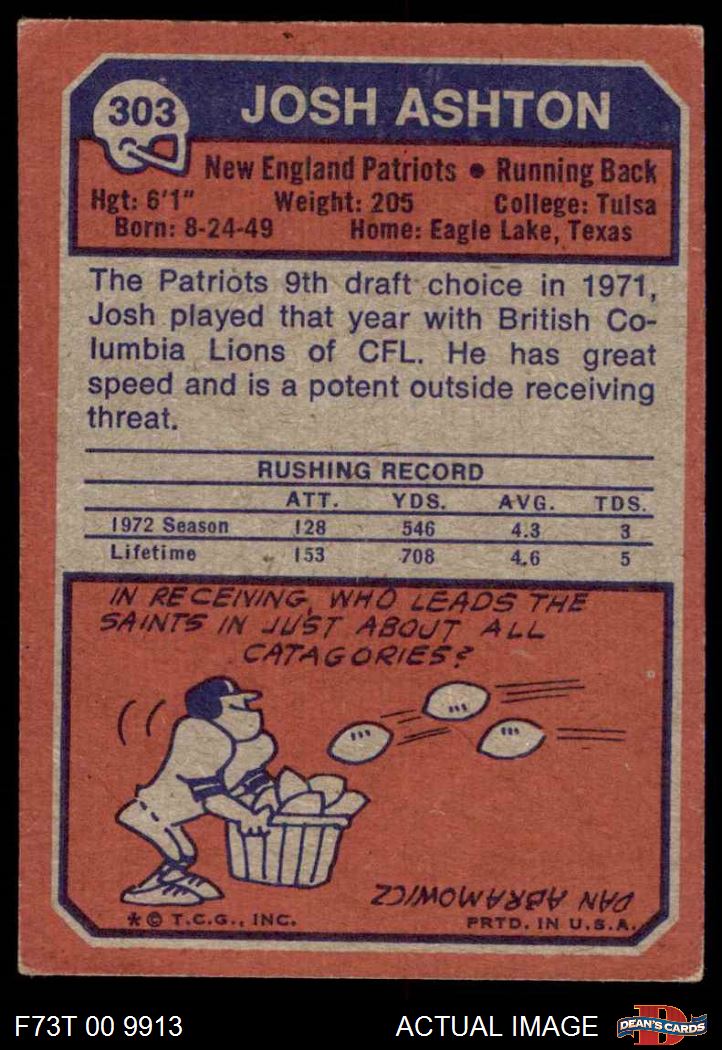 303
JOSH ASHTON
New England Patriots • Running Back
Hgt: 6'1" Weight: 205 College: Tulsa
Born: 8-24-49 Home: Eagle Lake, Texas
The Patriots 9th draft choice in 1971,
Josh played that year with British Co-
lumbia Lions of CFL. He has great
speed and is a potent outside receiving
threat.
RUSHING RECORD
ATT. YDS. AVG. TDS.
1972 Season 128 546 4.3 3
Lifetime 153 708 4.6 5
IN RECEIVING, WHO LEADS THE
SAINTS IN JUST ABOUT ALL
CATAGORIES?
DAN ABRAMOWICZ
* © T.C.G., INC. PRTD. IN U.S.A.
F73T 00 9913 ACTUAL IMAGE D DEAN'S CARDS